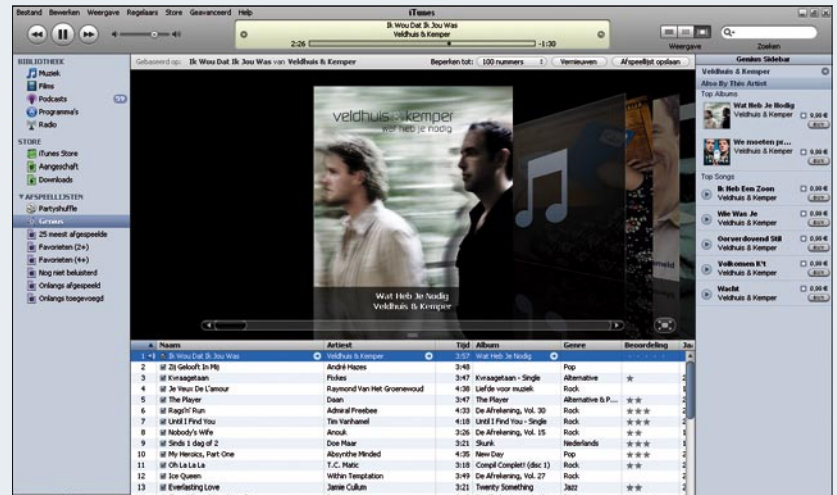 Bestand Bewerken Weergave Regelaars Store Geavanceerd Help
iTunes
Ik Wou Dat Ik Jou Was
Veldhuis & Kemper
2:26
-1:30
Weergave
Zoeken
BIBLIOTHEEK
Muziek
Films
Podcasts
Programma's
Radio
STORE
iTunes Store
Aangeschaft
Downloads
AFSPEELLIJSTEN
Partyshuffle
Genius
25 meest afgespeelde
Favorieten (2+)
Favorieten (4+)
Nog niet beluisterd
Onlangs afgespeeld
Onlangs toegevoegd
Gebaseerd op: Ik Wou Dat Ik Jou Was van Veldhuis & Kemper
Beperken tot: 100 nummers Vernieuwen Afspeellijst opslaan
veldhuis kemper
wat heb je nodig
Wat Heb Je Nodig
Veldhuis & Kemper
Naam Artiest Tijd Album Genre Beoordeling
1 Ik Wou Dat Ik Jou Was Veldhuis & Kemper 3:57 Wat Heb Je Nodig
2 Zij Gelooft In Mij André Hazes 3:48 Pop
3 Kvraagetaan Fixkes 3:47 Kvraagetaan - Single Alternative
4 Je Veux De L'amour Raymond Van Het Groenewoud 4:38 Liefde voor muziek Rock
5 The Player Daan 3:47 The Player Alternative & P...
6 Rags'n' Run Admiral Freebee 4:33 De Afrekening, Vol. 30 Rock
7 Until I Find You Tim Vanhamel 4:18 Until I Find You - Single Rock
8 Nobody's Wife Anouk 3:26 De Afrekening, Vol. 15 Rock
9 Sinds 1 dag of 2 Doe Maar 3:21 Skunk Nederlands
10 My Heroics, Part One Absynthe Minded 4:35 New Day Pop
11 Oh La La La T.C. Matic 3:18 Compil Complet! (disc 1) Rock
12 Ice Queen Within Temptation 3:49 De Afrekening, Vol. 27 Rock
13 Everlasting Love Jamie Cullum 3:21 Twenty Something Jazz
Genius Sidebar
Veldhuis & Kemper
Also By This Artist
Top Albums
Wat Heb Je Nodig
Veldhuis & Kemper
BUY
We moeten pr...
Veldhuis & Kemper
BUY
Top Songs
Ik Heb Een Zoon
Veldhuis & Kemper
BUY
Wie Was Je
Veldhuis & Kemper
BUY
Oorverdovend Stil
Veldhuis & Kemper
BUY
Volkomen K't
Veldhuis & Kemper
BUY
Wacht
Veldhuis & Kemper
BUY